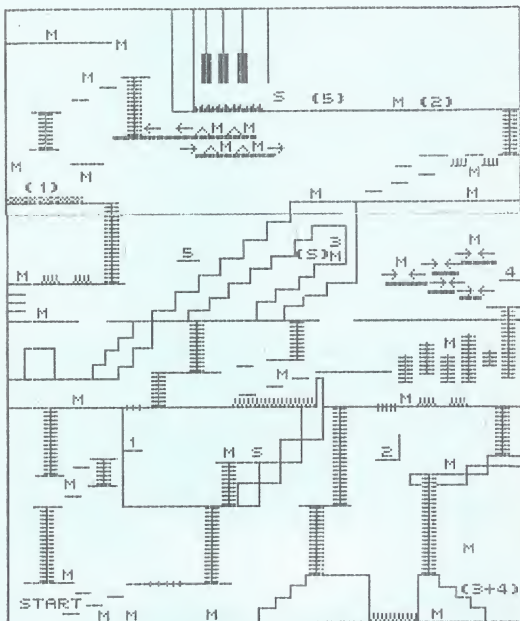 M M
M
S (5) M (2)
← ← ^M^M
→ ^M^M →
M M
M
(1) M M
3 M
5 (S)M → ← → ←
M → ← 4
→ ←
M
M
M
M M
1 M S 2
M
M
M
M (3+4)
START
M M M M